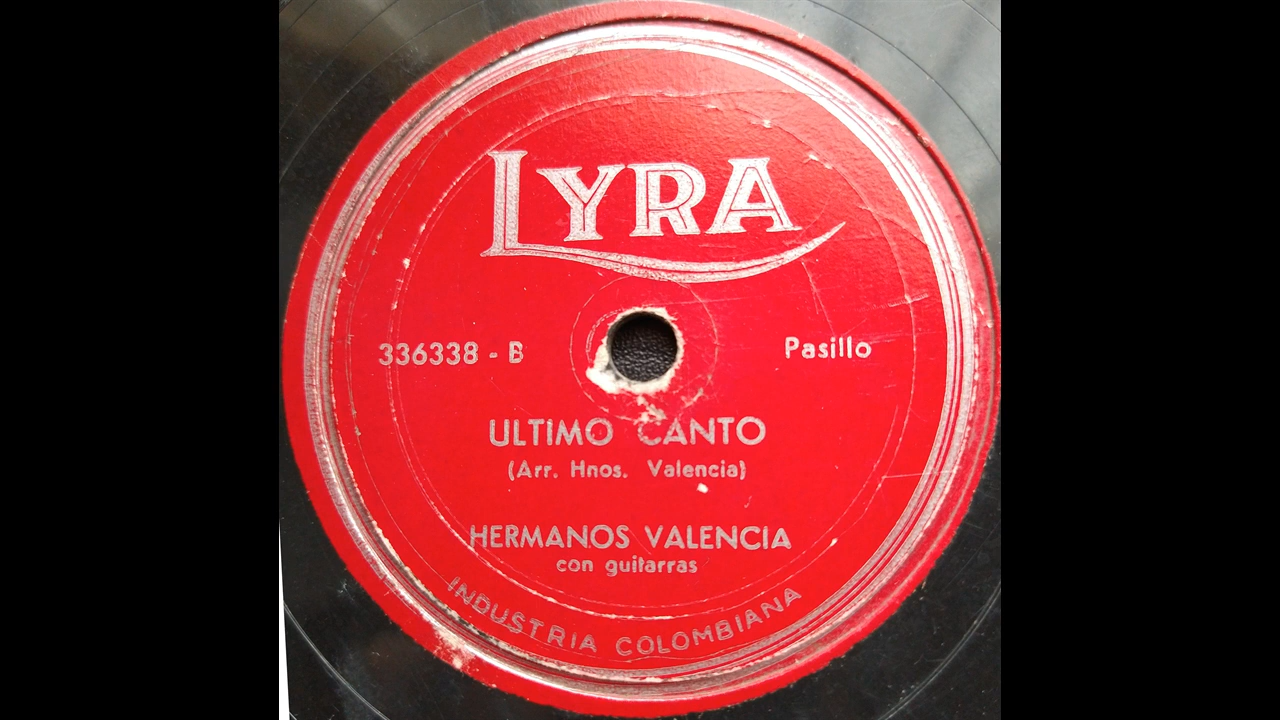 LYRA
336338 - B
Pasillo
ULTIMO CANTO
(Arr. Hnos. Valencia)
HERMANOS VALENCIA
con guitarras
INDUSTRIA COLOMBIANA